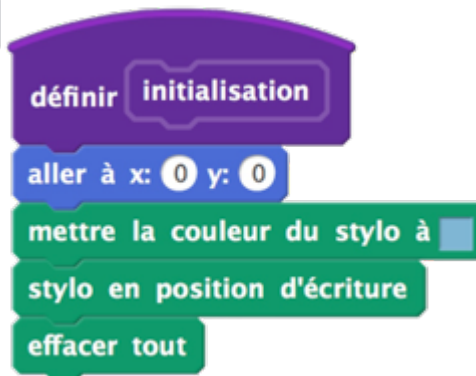 définir initialisation
aller à x: 0 y: 0
mettre la couleur du stylo à
stylo en position d'écriture
effacer tout